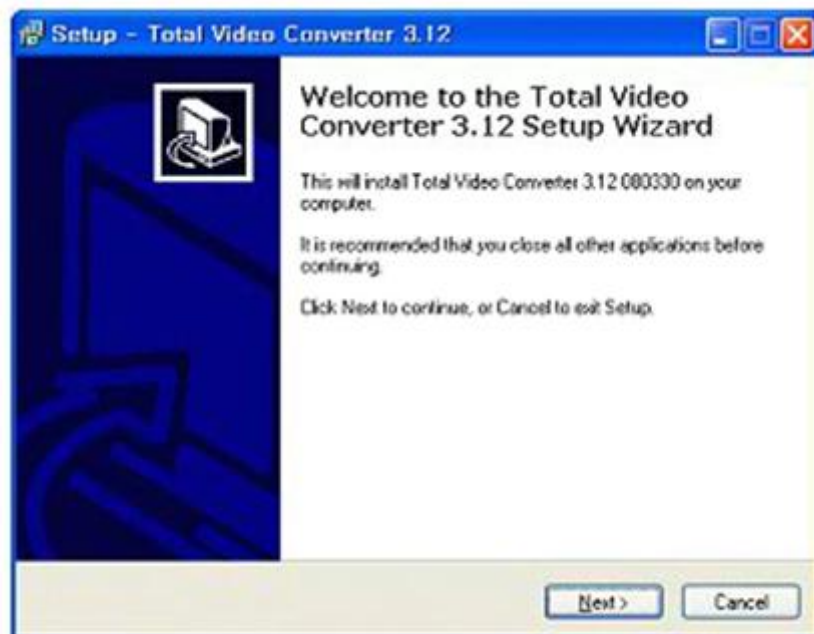 Setup - Total Video Converter 3.12
Welcome to the Total Video
Converter 3.12 Setup Wizard
This will install Total Video Converter 3.12 080330 on your
computer.
It is recommended that you close all other applications before
continuing.
Click Next to continue, or Cancel to exit Setup.
Next >
Cancel